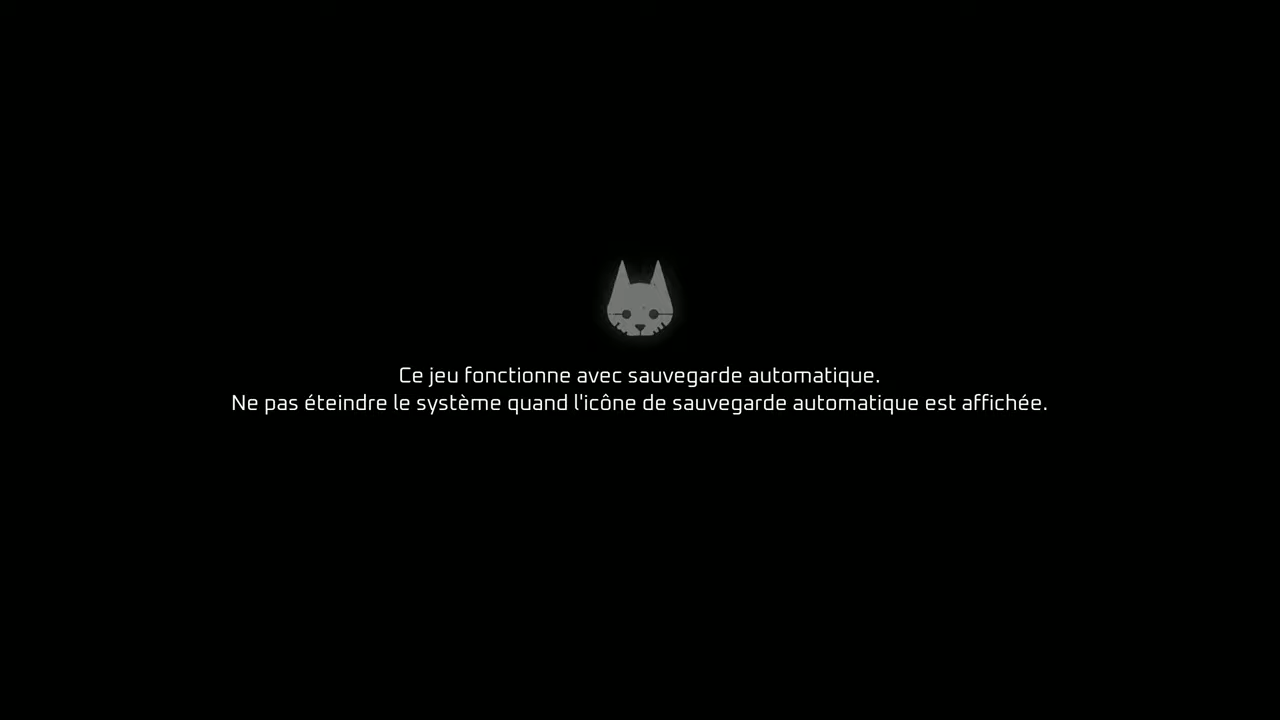 Ce jeu fonctionne avec sauvegarde automatique.
Ne pas éteindre le système quand l'icône de sauvegarde automatique est affichée.